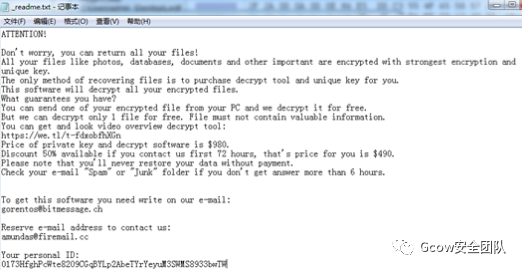 _readme.txt - 记事本
文件(F) 编辑(E) 格式(O) 查看(V) 帮助(H)
ATTENTION!
Don't worry, you can return all your files!
All your files like photos, databases, documents and other important are encrypted with strongest encryption and
unique key.
The only method of recovering files is to purchase decrypt tool and unique key for you.
This software will decrypt all your encrypted files.
What guarantees you have?
You can send one of your encrypted file from your PC and we decrypt it for free.
But we can decrypt only 1 file for free. File must not contain valuable information.
You can get and look video overview decrypt tool:
https://we.tl/t-fdxobfhXGn
Price of private key and decrypt software is $980.
Discount 50% available if you contact us first 72 hours, that's price for you is $490.
Please note that you'll never restore your data without payment.
Check your e-mail "Spam" or "Junk" folder if you don't get answer more than 6 hours.
To get this software you need write on our e-mail:
gorentos@bitmessage.ch
Reserve e-mail address to contact us:
amundas@firemail.cc
Your personal ID:
0173HfghPcWte8209CGqBYLp2AbeTYrYeyuM3SWMS8933bwTW
Gcow安全团队